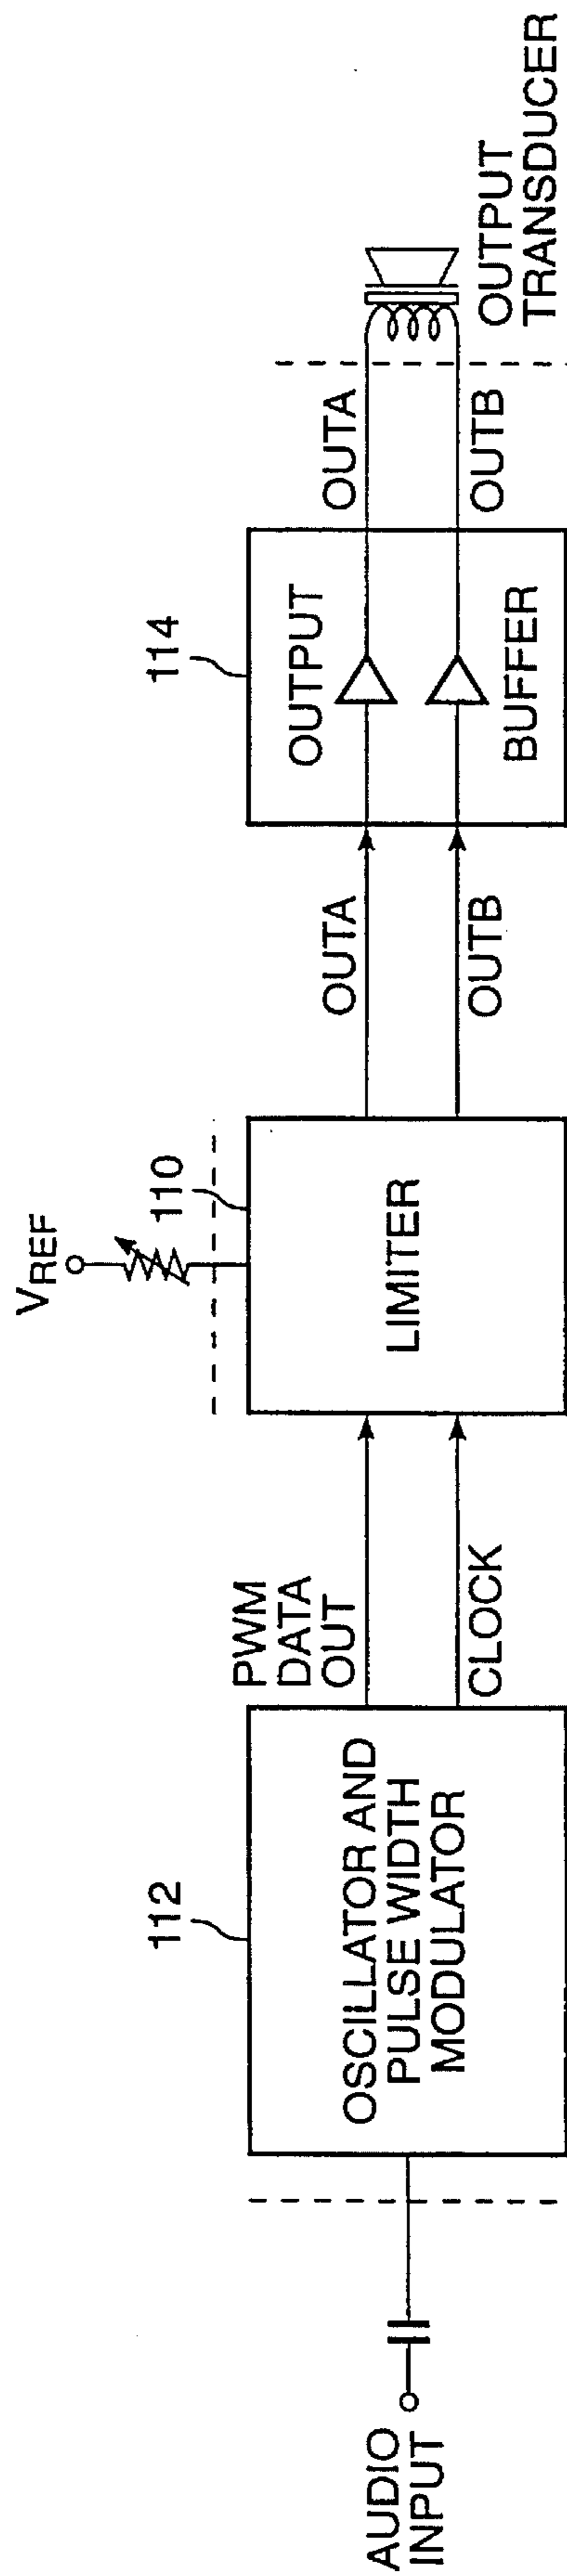 AUDIO
INPUT
112
OSCILLATOR AND
PULSE WIDTH
MODULATOR
PWM
DATA
OUT
CLOCK
VREF
110
LIMITER
OUTA
OUTB
114
OUTPUT
BUFFER
OUTA
OUTB
OUTPUT
TRANSDUCER